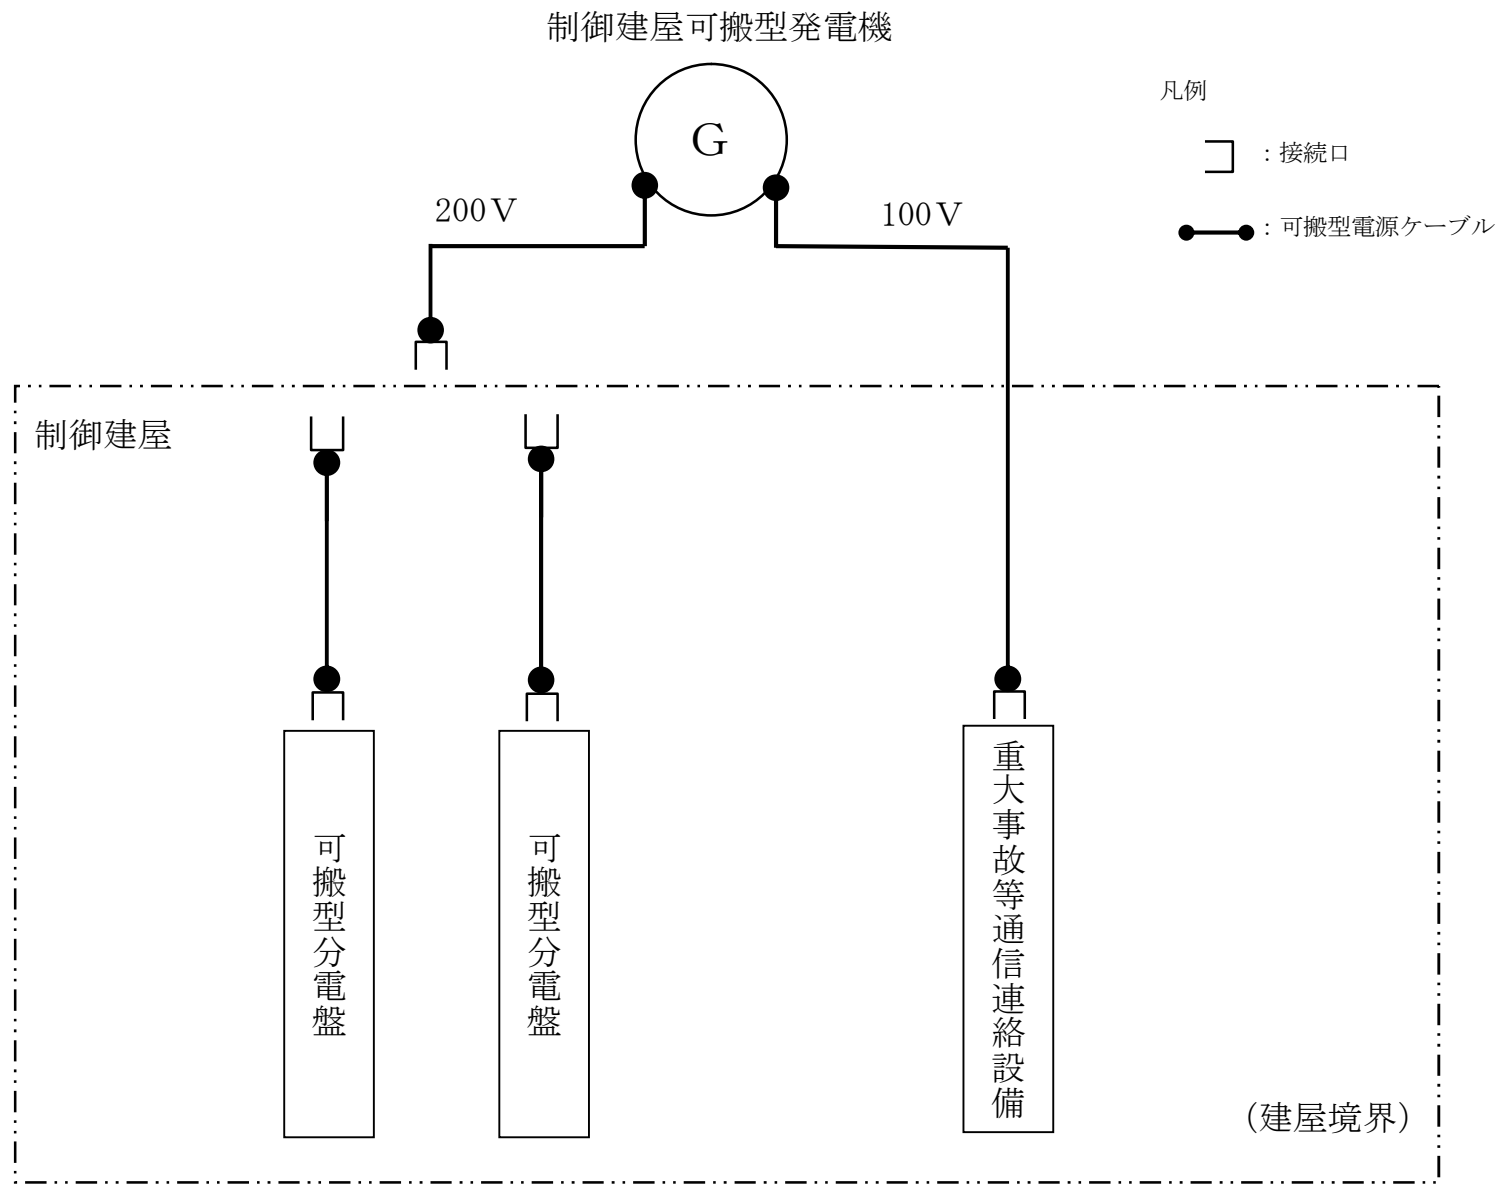 制御建屋可搬型発電機
G
凡例
：接続口
：可搬型電源ケーブル
200V
100V
制御建屋
可搬型分電盤
可搬型分電盤
重大事故等通信連絡設備
(建屋境界)